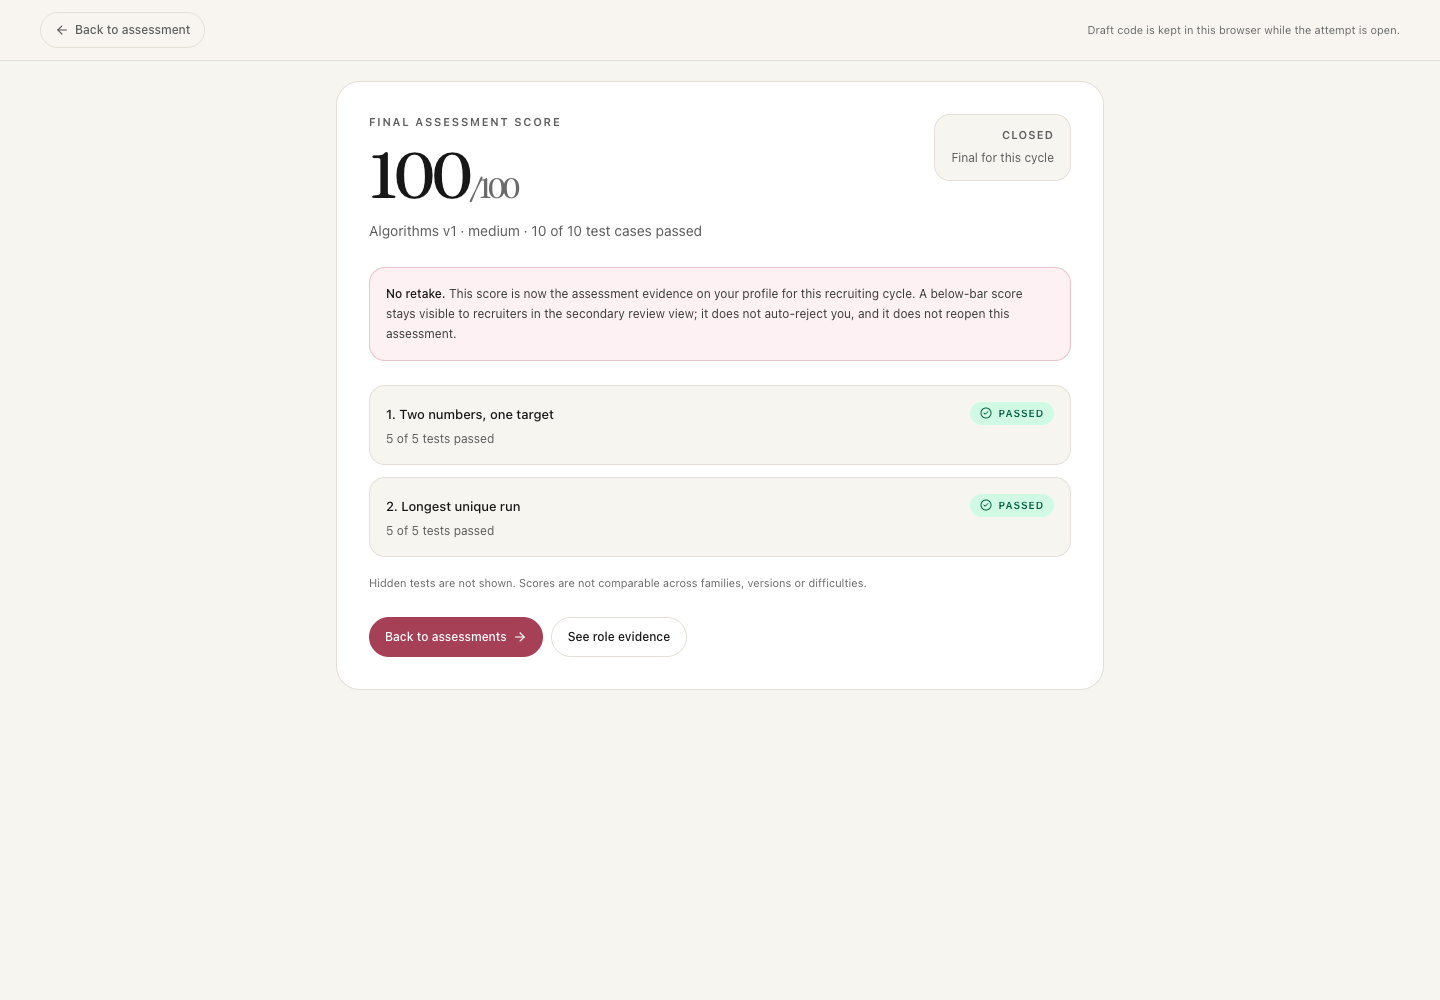 Back to assessment
Draft code is kept in this browser while the attempt is open.
FINAL ASSESSMENT SCORE
100/100
CLOSED
Final for this cycle
Algorithms v1 · medium · 10 of 10 test cases passed
No retake. This score is now the assessment evidence on your profile for this recruiting cycle. A below-bar score
stays visible to recruiters in the secondary review view; it does not auto-reject you, and it does not reopen this
assessment.
1. Two numbers, one target
PASSED
5 of 5 tests passed
2. Longest unique run
PASSED
5 of 5 tests passed
Hidden tests are not shown. Scores are not comparable across families, versions or difficulties.
Back to assessments
See role evidence